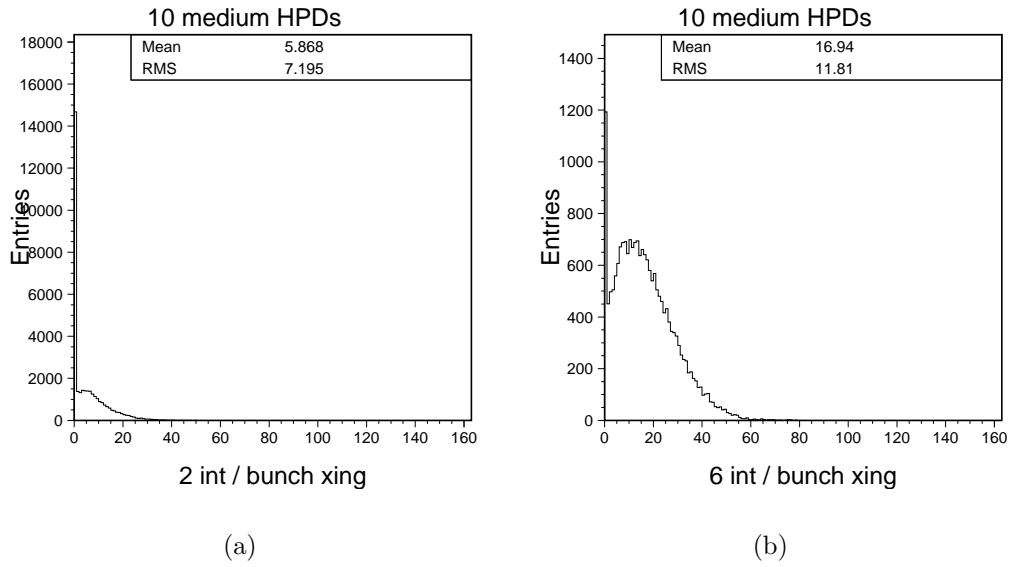 10 medium HPDs
Mean 5.868
RMS 7.195
18000
16000
14000
12000
10000
8000
6000
4000
2000
0
Entries
0 20 40 60 80 100 120 140 160
2 int / bunch xing
(a)
10 medium HPDs
Mean 16.94
RMS 11.81
1400
1200
1000
800
600
400
200
0
Entries
0 20 40 60 80 100 120 140 160
6 int / bunch xing
(b)